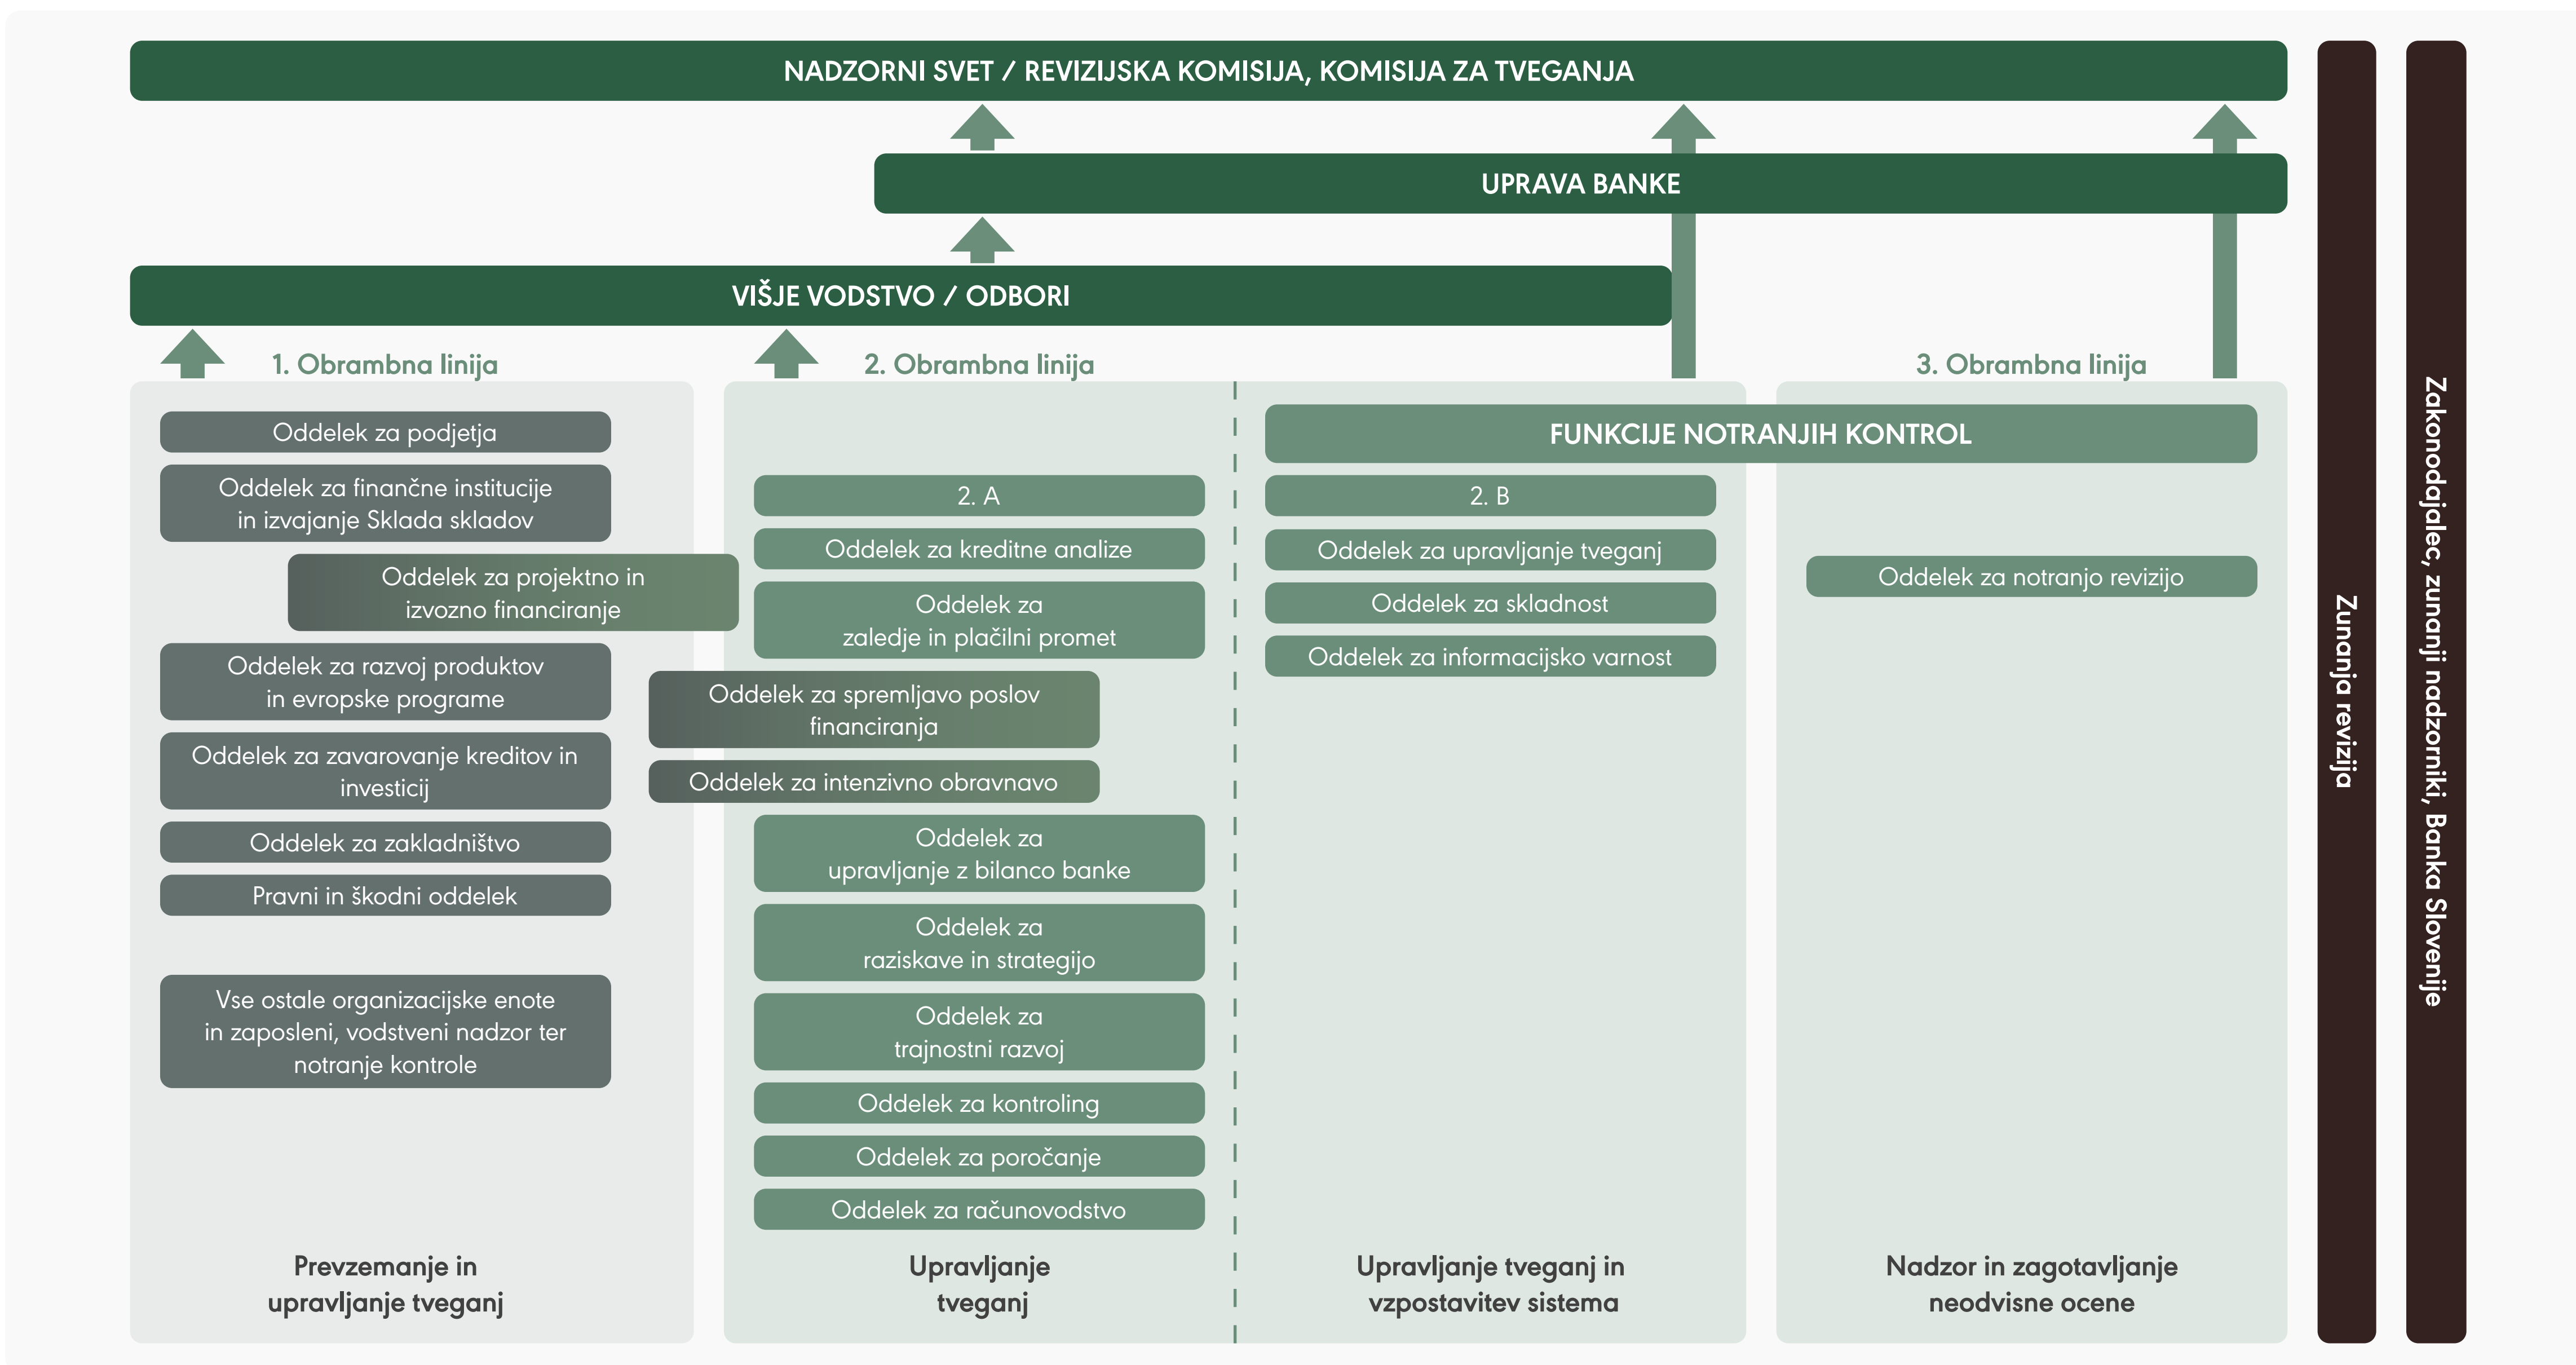 NADZORNI SVET / REVIZIJSKA KOMISIJA, KOMISIJA ZA TVEGANJA
UPRAVA BANKE
VIŠJE VODSTVO / ODBORI
1. Obrambna linija
Oddelek za podjetja
Oddelek za finančne institucije
in izvajanje Sklada skladov
Oddelek za projektno in
izvozno financiranje
Oddelek za razvoj produktov
in evropske programe
Oddelek za zavarovanje kreditov in
investicij
Oddelek za zakladništvo
Pravni in škodni oddelek
Vse ostale organizacijske enote
in zaposleni, vodstveni nadzor ter
notranje kontrole
Prevzemanje in
upravljanje tveganj
2. Obrambna linija
2. A
Oddelek za kreditne analize
Oddelek za
zaledje in plačilni promet
Oddelek za spremljavo poslov
financiranja
Oddelek za intenzivno obravnavo
Oddelek za
upravljanje z bilanco banke
Oddelek za
raziskave in strategijo
Oddelek za
trajnostni razvoj
Oddelek za kontroling
Oddelek za poročanje
Oddelek za računovodstvo
Upravljanje
tveganj
FUNKCIJE NOTRANJIH KONTROL
2. B
Oddelek za upravljanje tveganj
Oddelek za skladnost
Oddelek za informacijsko varnost
Upravljanje tveganj in
vzpostavitev sistema
3. Obrambna linija
Oddelek za notranjo revizijo
Nadzor in zagotavljanje
neodvisne ocene
Zunanja revizija
Zakonodajalec, zunanji nadzorniki, Banka Slovenije